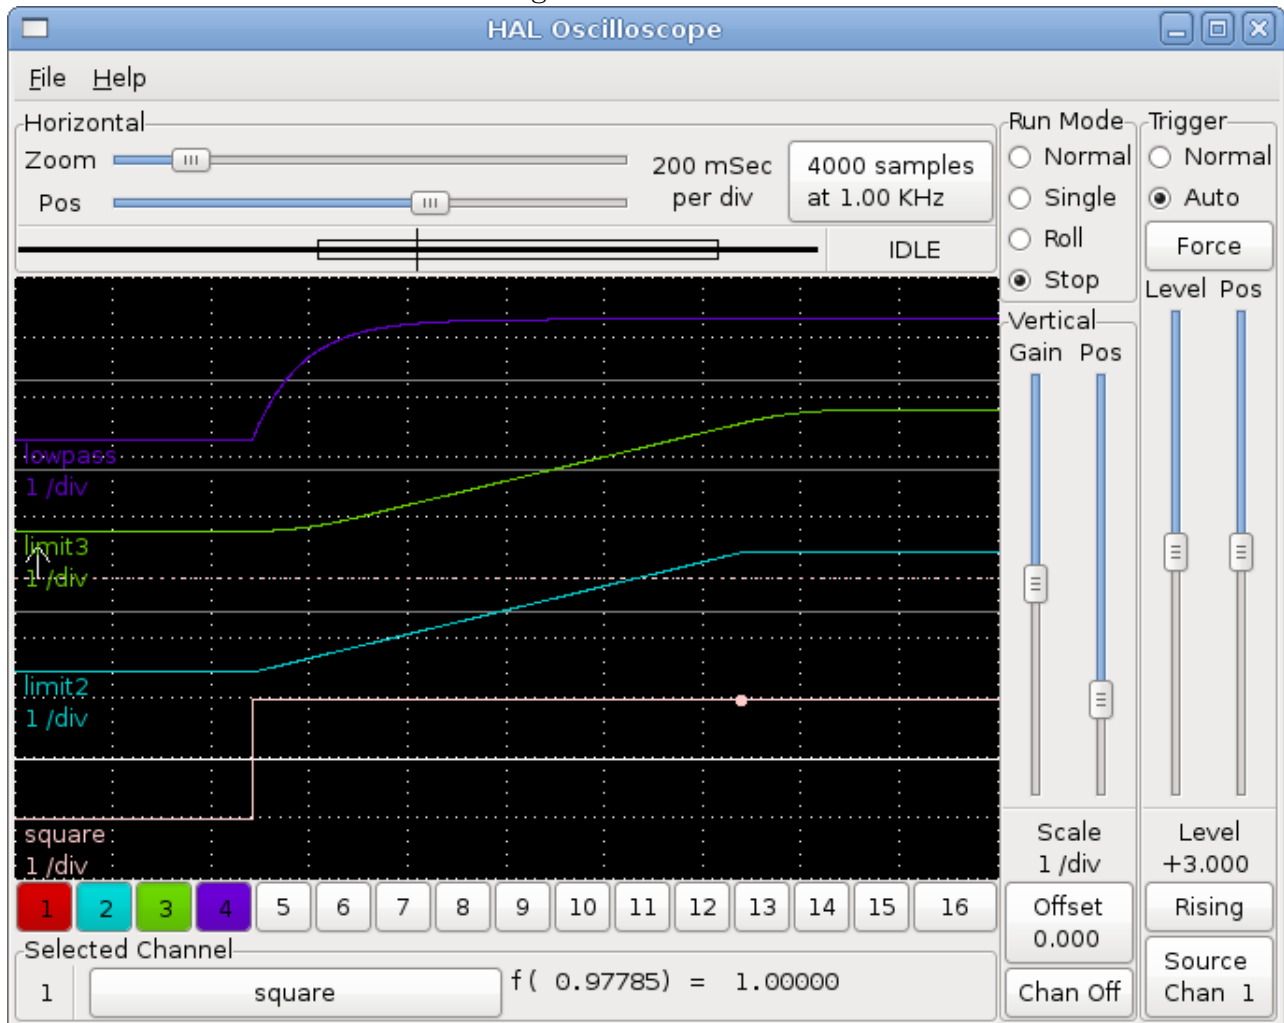 HAL Oscilloscope
File Help
Horizontal
Zoom
Pos
200 mSec
per div
4000 samples
at 1.00 KHz
IDLE
Run Mode
Normal
Single
Roll
Stop
Trigger
Normal
Auto
Force
Level Pos
Vertical
Gain Pos
lowpass
1 /div
limit3
1 /div
limit2
1 /div
square
1 /div
Scale
1 /div
Offset
0.000
Chan Off
Level
+3.000
Rising
Source
Chan 1
1 2 3 4 5 6 7 8 9 10 11 12 13 14 15 16
Selected Channel
1 square f( 0.97785) = 1.00000